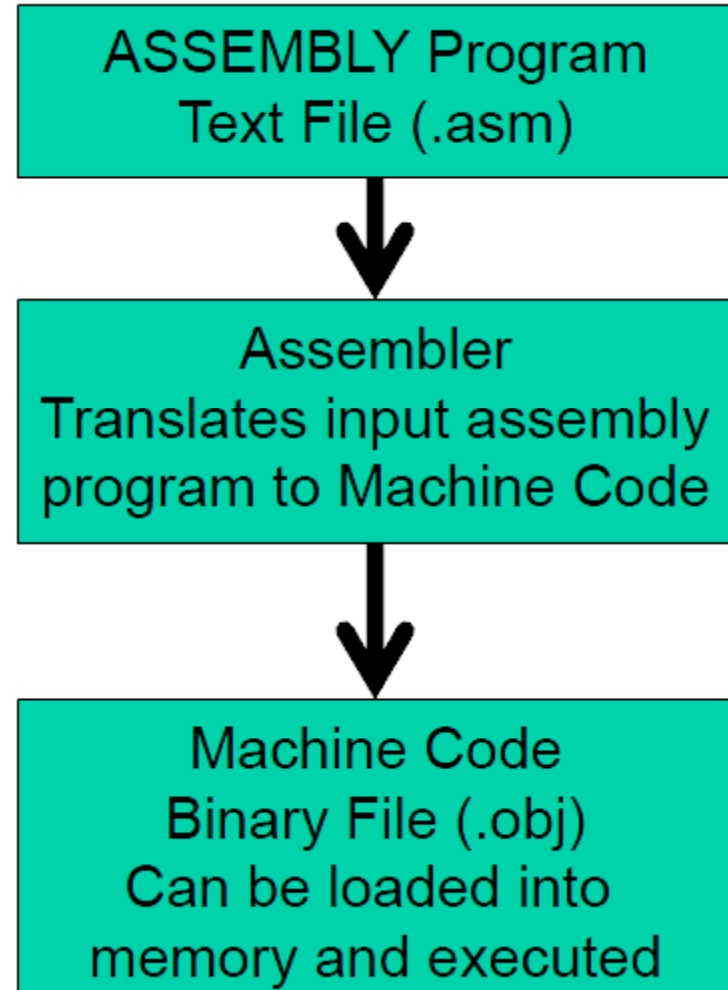 ASSEMBLY Program
Text File (.asm)
Assembler
Translates input assembly
program to Machine Code
Machine Code
Binary File (.obj)
Can be loaded into
memory and executed